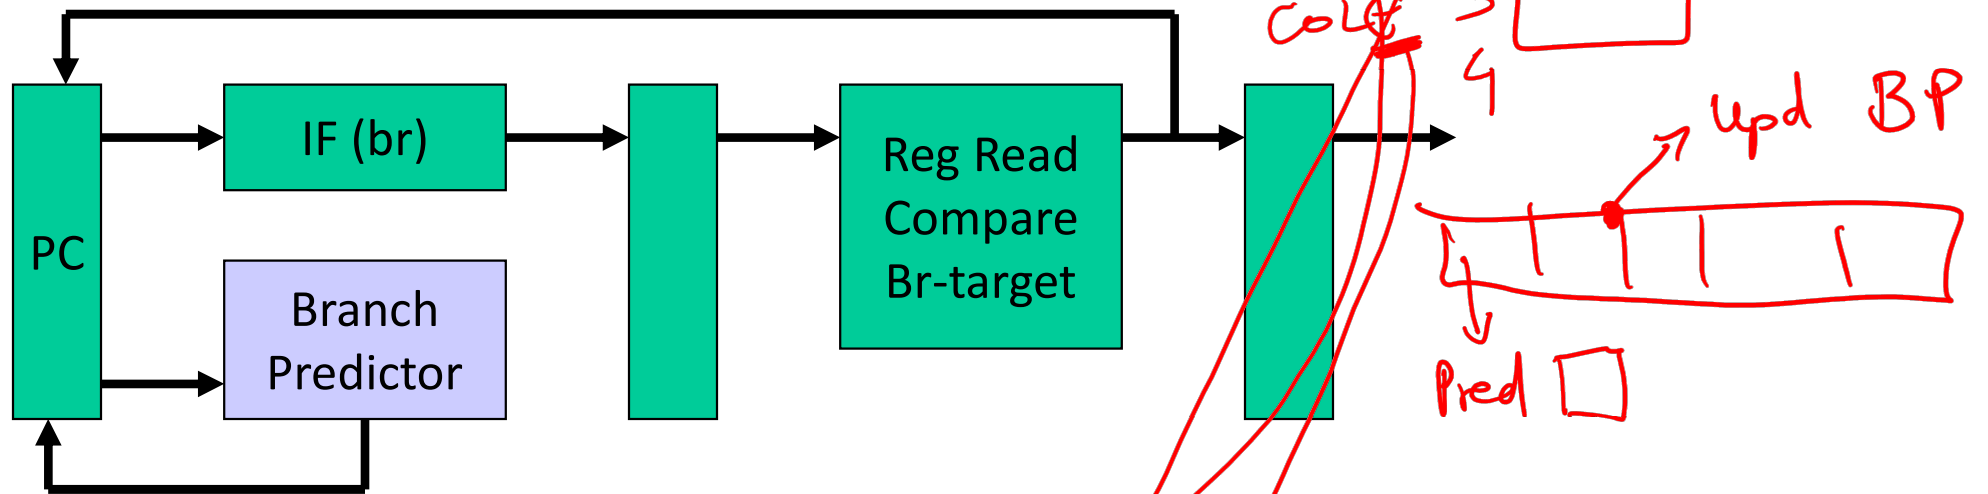 PC
IF (br)
Branch
Predictor
Reg Read
Compare
Br-target
4
Upd BP
Pred